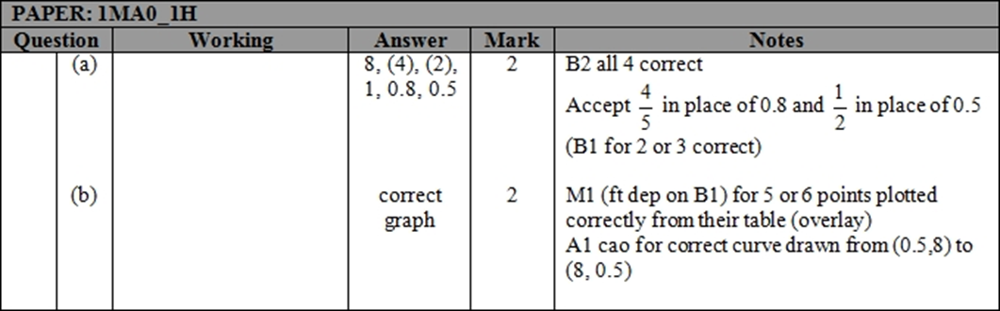 PAPER: 1MA0_1H
Question Working Answer Mark Notes
(a) 8, (4), (2), 2 B2 all 4 correct
1, 0.8, 0.5
Accept 4/5 in place of 0.8 and 1/2 in place of 0.5
(B1 for 2 or 3 correct)
(b) correct 2 M1 (ft dep on B1) for 5 or 6 points plotted
graph correctly from their table (overlay)
A1 cao for correct curve drawn from (0.5,8) to
(8, 0.5)